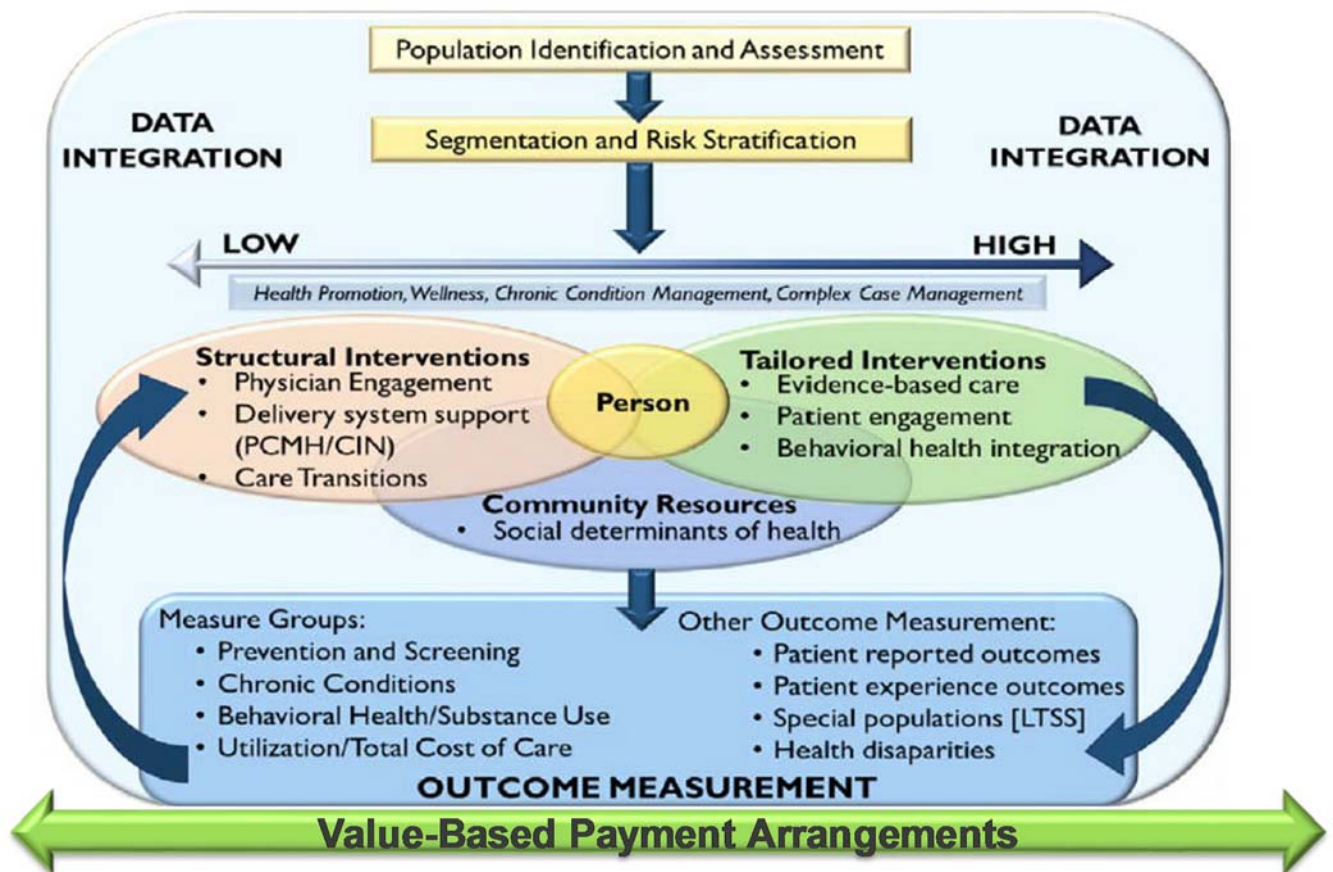 Population Identification and Assessment
DATA
INTEGRATION
Segmentation and Risk Stratification
DATA
INTEGRATION
LOW
HIGH
Health Promotion, Wellness, Chronic Condition Management, Complex Case Management
Structural Interventions
• Physician Engagement
• Delivery system support
(PCMH/CIN)
• Care Transitions
Person
Tailored Interventions
• Evidence-based care
• Patient engagement
• Behavioral health integration
Community Resources
• Social determinants of health
Measure Groups:
• Prevention and Screening
• Chronic Conditions
• Behavioral Health/Substance Use
• Utilization/Total Cost of Care
Other Outcome Measurement:
• Patient reported outcomes
• Patient experience outcomes
• Special populations [LTSS]
• Health disparities
OUTCOME MEASUREMENT
Value-Based Payment Arrangements